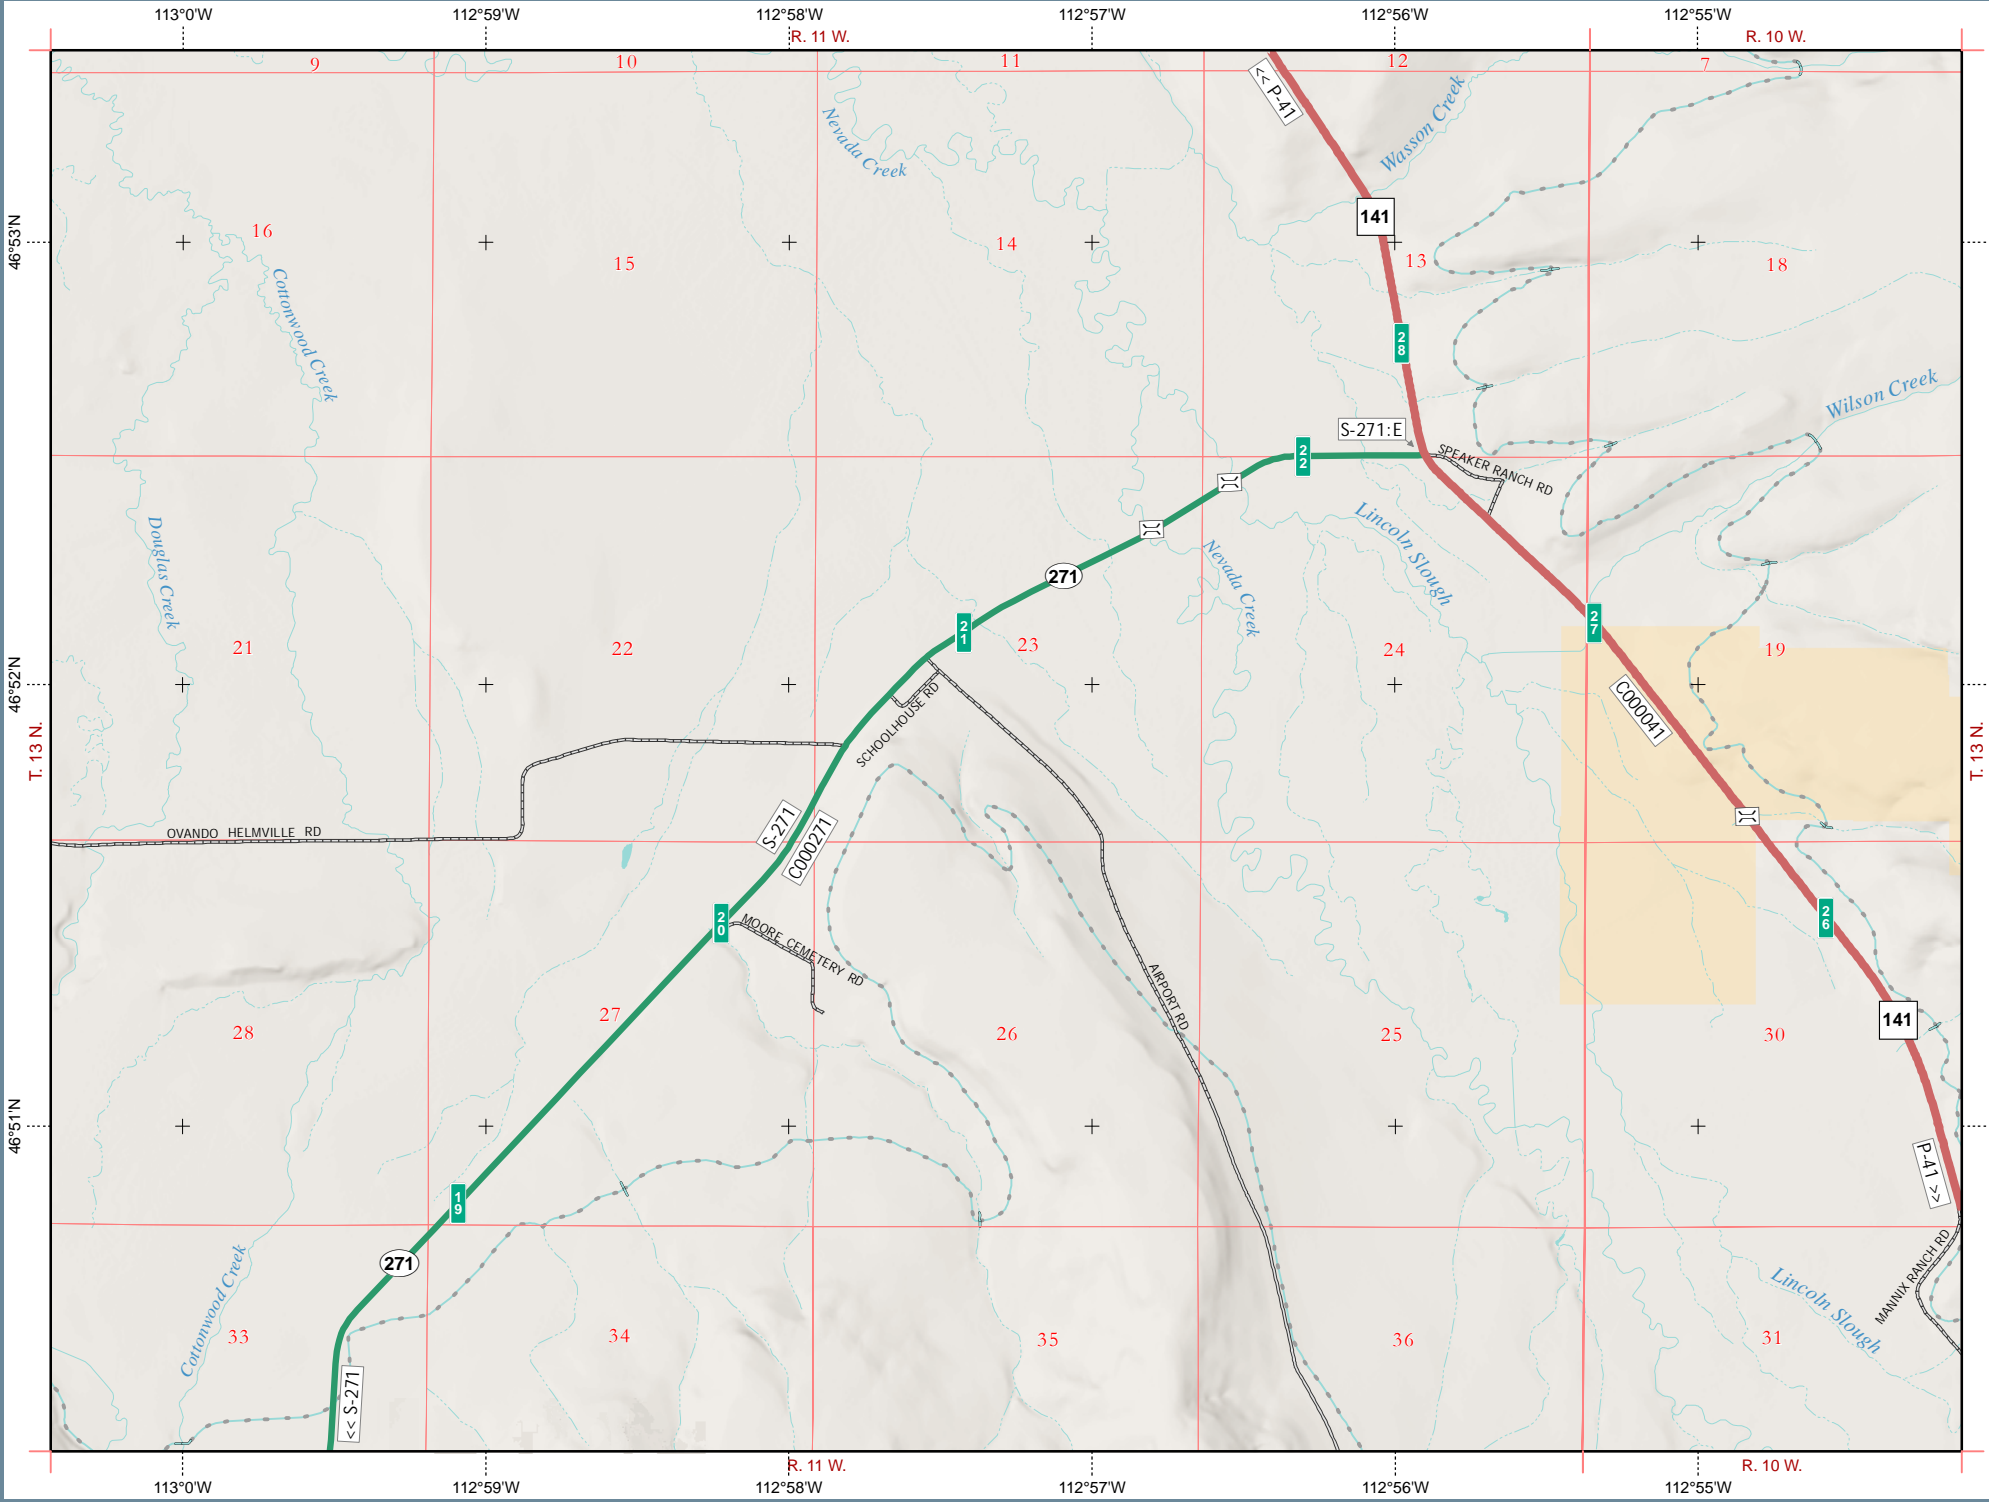 113°0'W 112°59'W 112°58'W 112°57'W 112°56'W 112°55'W
R. 11 W. R. 10 W.
9 10 11 12 7
<< P-41
Wasson Creek
Nevada Creek
141
46°53'N
16 15 14 13 18
Cottonwood Creek
28
Wilson Creek
S-271:E
22
SPEAKER RANCH RD
Lincoln Slough
Douglas Creek
Nevada Creek
271
21
27
21 22 23 24 19
46°52'N
SCHOOLHOUSE RD
C000041
T. 13 N.
T. 13 N.
OVANDO HELMVILLE RD
S-271
C000271
20
MOORE CEMETERY RD
26
AIRPORT RD
141
28 27 26 25 30
46°51'N
P-41 >>
19
271
MANNIX RANCH RD
Cottonwood Creek
Lincoln Slough
33 34 35 36 31
<< S-271
R. 11 W. R. 10 W.
113°0'W 112°59'W 112°58'W 112°57'W 112°56'W 112°55'W